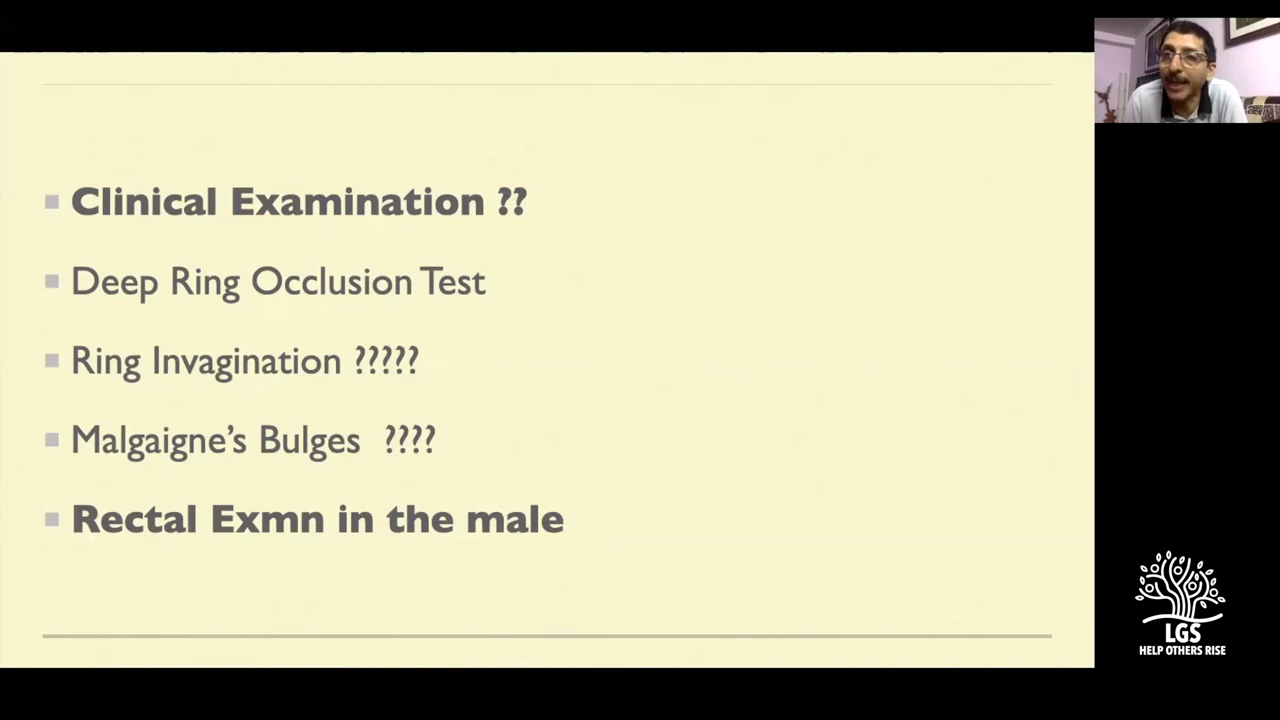 Clinical Examination ??
Deep Ring Occlusion Test
Ring Invagination ?????
Malgaigne's Bulges ????
Rectal Exmn in the male
LGS
HELP OTHERS RISE